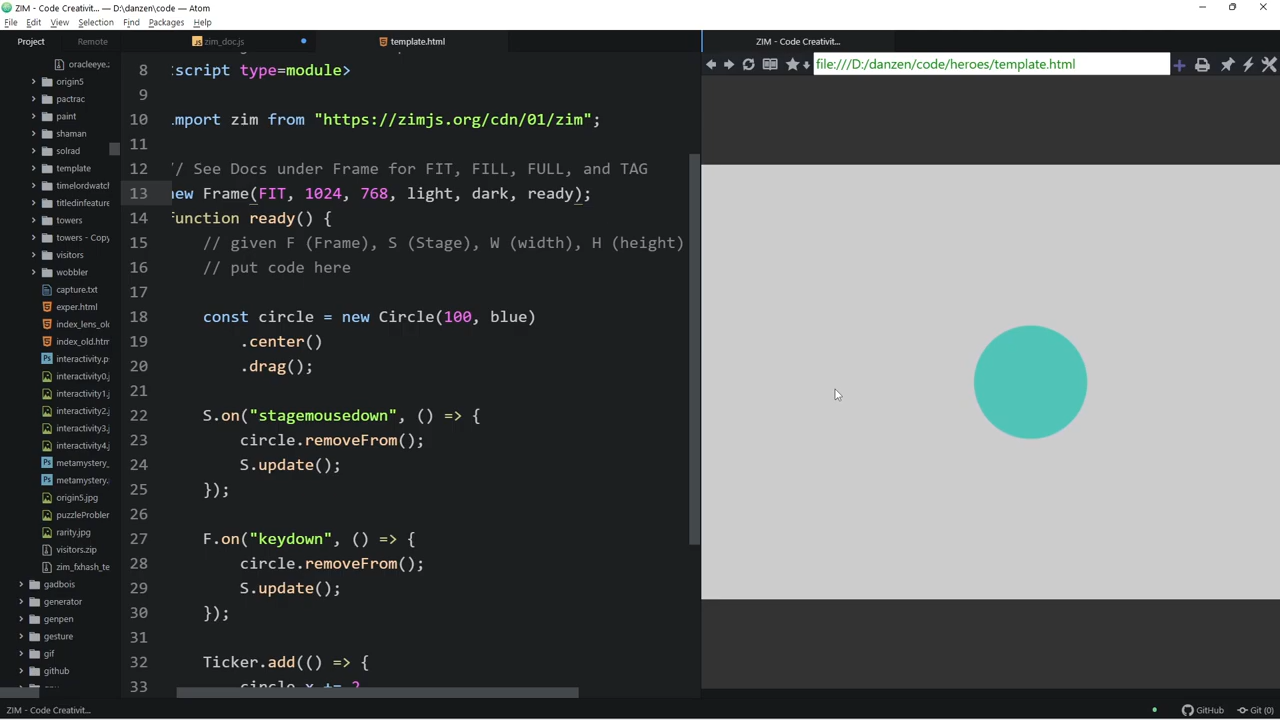 ZIM - Code Creativit... — D:\danzen\code — Atom
File Edit View Selection Find Packages Help
Project Remote
zim_doc.js
template.html
ZIM - Code Creativit...
file:///D:/danzen/code/heroes/template.html
oracleeye.
origin5
pactrac
paint
shaman
solrad
template
timelordwatch
titledinfeature
towers
towers - Copy
visitors
wobbler
capture.txt
exper.html
index_lens_old
index_old.htm
interactivity.p
interactivity0.
interactivity1.
interactivity2.
interactivity3.
interactivity4.
metamystery_
metamystery.
origin5.jpg
puzzleProbler
rarity.jpg
visitors.zip
zim_fxhash_te
gadbois
generator
genpen
gesture
gif
github
8 script type=module>
9
10 import zim from "https://zimjs.org/cdn/01/zim";
11
12 / See Docs under Frame for FIT, FILL, FULL, and TAG
13 new Frame(FIT, 1024, 768, light, dark, ready);
14 function ready() {
15 // given F (Frame), S (Stage), W (width), H (height)
16 // put code here
17
18 const circle = new Circle(100, blue)
19 .center()
20 .drag();
21
22 S.on("stagemousedown", () => {
23 circle.removeFrom();
24 S.update();
25 });
26
27 F.on("keydown", () => {
28 circle.removeFrom();
29 S.update();
30 });
31
32 Ticker.add(() => {
33 circle.x += 2
ZIM - Code Creativit...
GitHub Git (0)